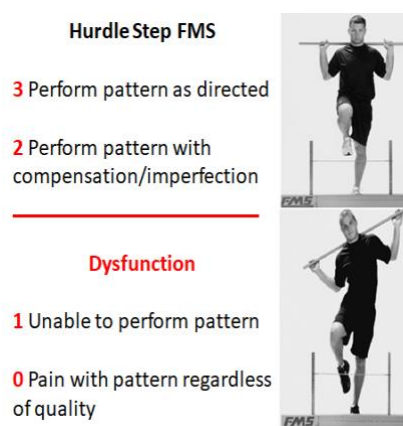 Hurdle Step FMS
3 Perform pattern as directed
2 Perform pattern with
compensation/imperfection
Dysfunction
1 Unable to perform pattern
0 Pain with pattern regardless
of quality
FMS
FMS